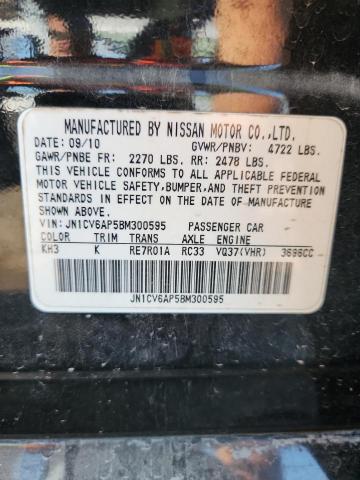 MANUFACTURED BY NISSAN MOTOR CO.,LTD.
DATE: 09/10 GVWR/PNBV: 4722 LBS.
GAWR/PNBE FR: 2270 LBS. RR: 2478 LBS.
THIS VEHICLE CONFORMS TO ALL APPLICABLE FEDERAL
MOTOR VEHICLE SAFETY, BUMPER, AND THEFT PREVENTION
STANDARDS IN EFFECT ON THE DATE OF MANUFACTURE
SHOWN ABOVE.
VIN: JN1CV6AP5BM300595 PASSENGER CAR
COLOR TRIM TRANS AXLE ENGINE
KH3 K RE7R01A RC33 VQ37(VHR) 3696CC
JN1CV6AP5BM300595